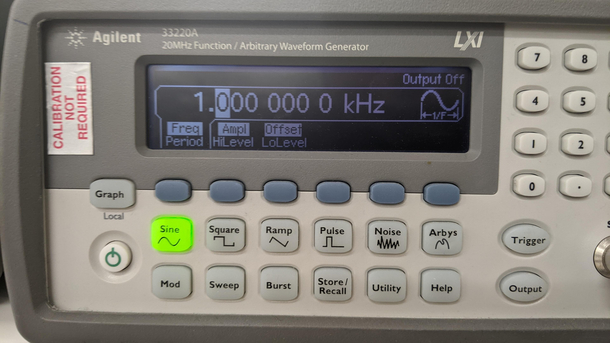 Agilent
33220A
20MHz Function / Arbitrary Waveform Generator
LXI
CALIBRATION
NOT
REQUIRED
Output Off
1.000 000 0 kHz
1/F
Freq Ampl Offset
Period HiLevel LoLevel
7 8
4 5
1 2
0 .
Graph
Local
Sine Square Ramp Pulse Noise Arbys
Trigger
Mod Sweep Burst Store/
Recall Utility Help
Output